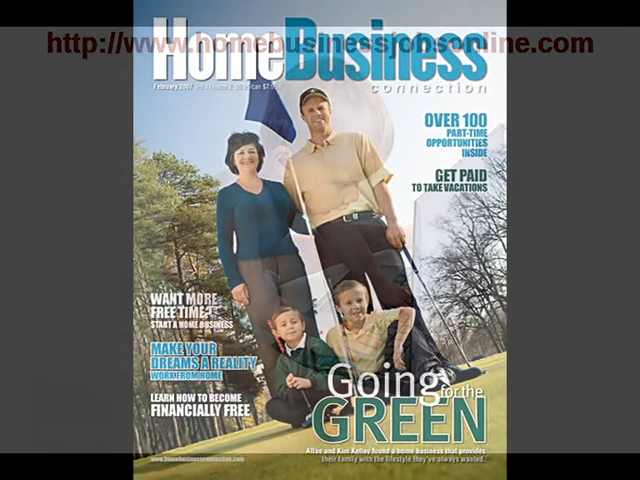 http://www.homebusinessjobsonline.com
HomeBusiness
connection
February 2007
OVER 100
PART-TIME
OPPORTUNITIES
INSIDE
GET PAID
TO TAKE VACATIONS
WANT MORE
FREE TIME?
START A HOME BUSINESS
MAKE YOUR
DREAMS A REALITY
WORK FROM HOME
LEARN HOW TO BECOME
FINANCIALLY FREE
Going
for the
GREEN
Allan and Kim Kelley found a home business that provides
their family with the lifestyle they've always wanted.
www.homebusinessconnection.com